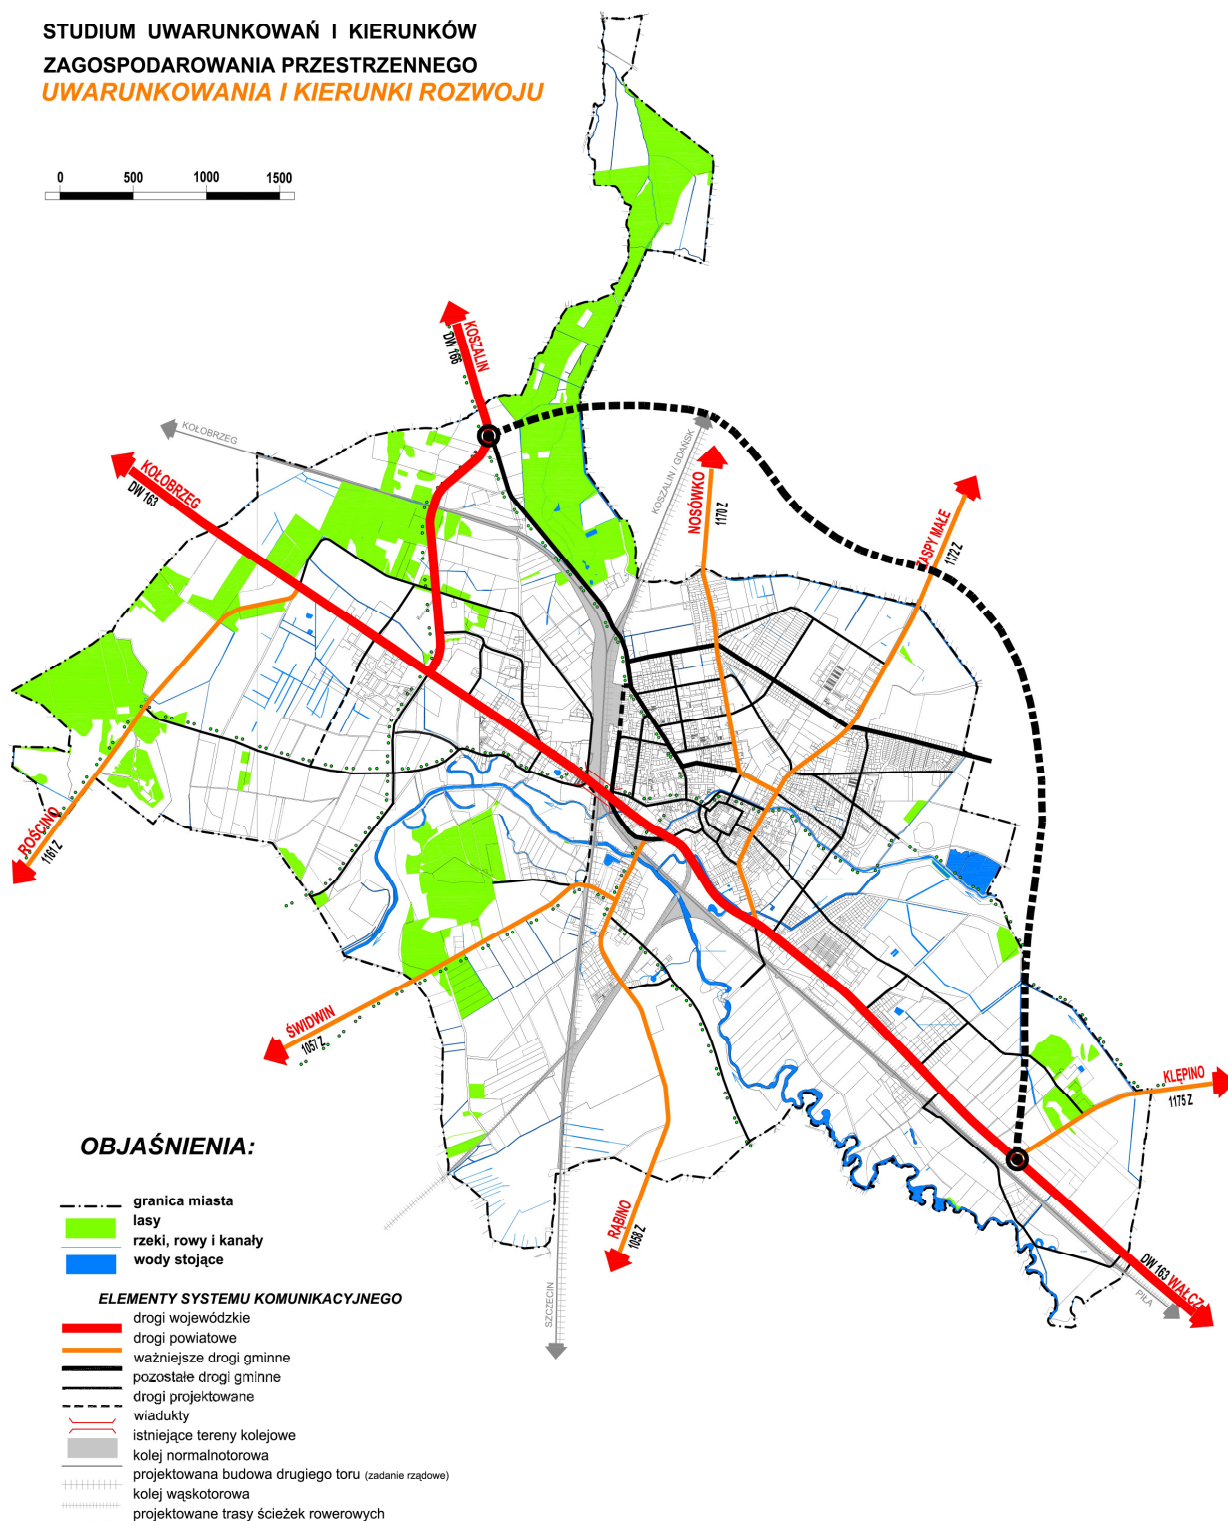 STUDIUM UWARUNKOWAŃ I KIERUNKÓW
ZAGOSPODAROWANIA PRZESTRZENNEGO
UWARUNKOWANIA I KIERUNKI ROZWOJU
0 500 1000 1500
KOSZALIN
DW 166
KOŁOBRZEG
KOŁOBRZEG
DW 163
KOSZALIN / GDAŃSK
NOSÓWKO
1170 Z
ZASPY MAŁE
1172 Z
ROŚCINO
1161 Z
ŚWIDWIN
1057 Z
RĄBINO
1058 Z
SZCZECIN
KLĘPINO
1175 Z
DW 163 WAŁCZ
PIŁA
OBJAŚNIENIA:
granica miasta
lasy
rzeki, rowy i kanały
wody stojące
ELEMENTY SYSTEMU KOMUNIKACYJNEGO
drogi wojewódzkie
drogi powiatowe
ważniejsze drogi gminne
pozostałe drogi gminne
drogi projektowane
wiadukty
istniejące tereny kolejowe
kolej normalnotorowa
projektowana budowa drugiego toru (zadanie rządowe)
kolej wąskotorowa
projektowane trasy ścieżek rowerowych